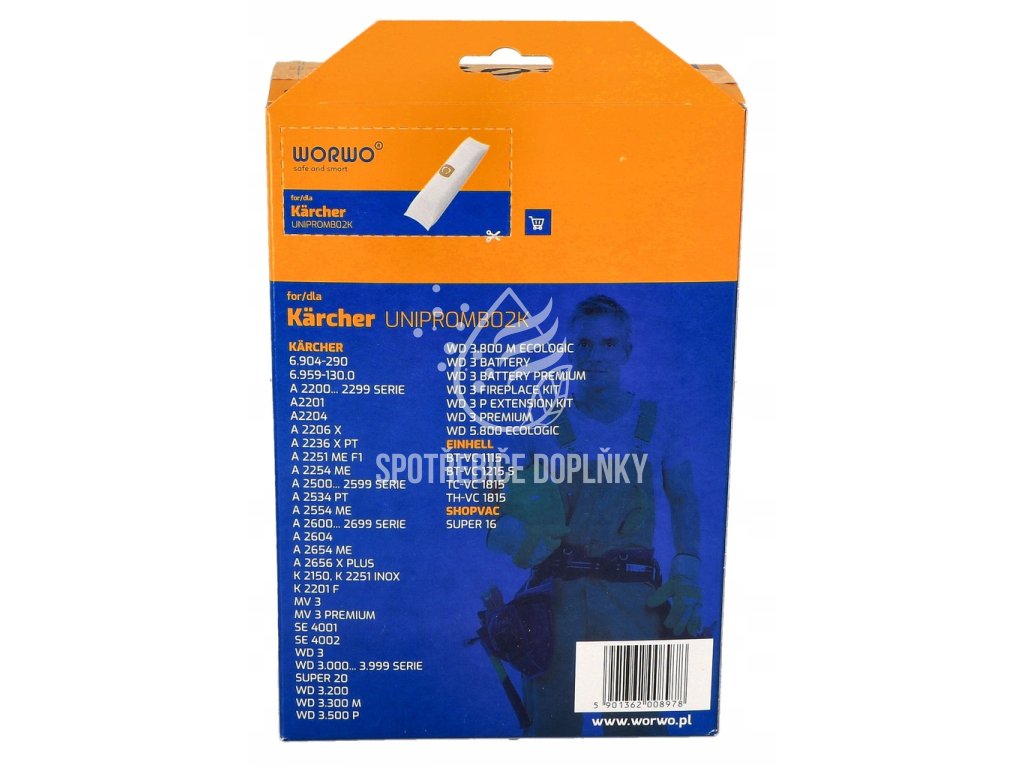 WORWO®
safe and smart
for/dla
Kärcher
UNIPROMB02K
for/dla
Kärcher UNIPROMB02K
KÄRCHER
6.904-290
6.959-130.0
A 2200... 2299 SERIE
A2201
A2204
A 2206 X
A 2236 X PT
A 2251 ME F1
A 2254 ME
A 2500... 2599 SERIE
A 2534 PT
A 2554 ME
A 2600... 2699 SERIE
A 2604
A 2654 ME
A 2656 X PLUS
K 2150, K 2251 INOX
K 2201 F
MV 3
MV 3 PREMIUM
SE 4001
SE 4002
WD 3
WD 3.000... 3.999 SERIE
SUPER 20
WD 3.200
WD 3.300 M
WD 3.500 P
WD 3.800 M ECOLOGIC
WD 3 BATTERY
WD 3 BATTERY PREMIUM
WD 3 FIREPLACE KIT
WD 3 P EXTENSION KIT
WD 3 PREMIUM
WD 5.800 ECOLOGIC
EINHELL
BT-VC 1115
BT-VC 1215 S
TC-VC 1815
TH-VC 1815
SHOPVAC
SUPER 16
SPOTŘEBIČE DOPLŇKY
5 901362 008978
www.worwo.pl